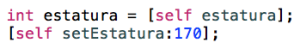 int estatura = [self estatura];
[self setEstatura:170];